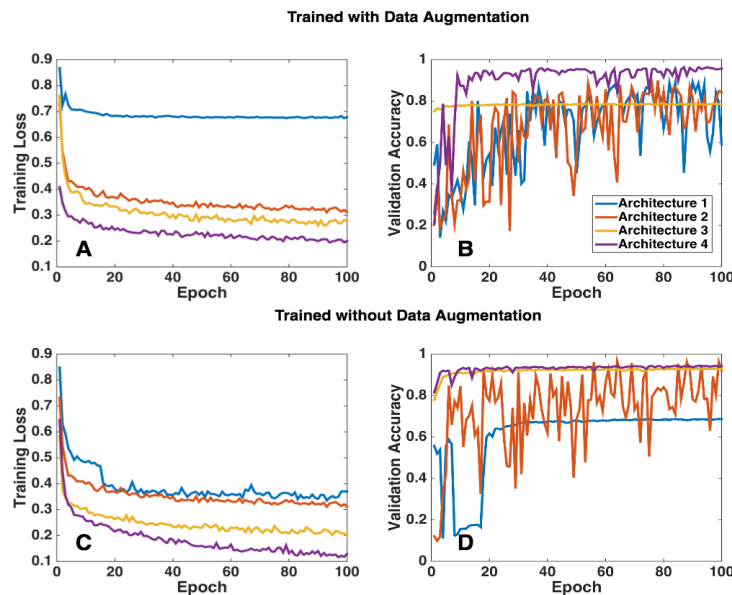 Trained with Data Augmentation
0.9
0.8
0.7
0.6
0.5
0.4
0.3
0.2
0.1
Training Loss
A
0 20 40 60 80 100
Epoch
1
0.8
0.6
0.4
0.2
0
Validation Accuracy
B
Architecture 1
Architecture 2
Architecture 3
Architecture 4
0 20 40 60 80 100
Epoch
Trained without Data Augmentation
0.9
0.8
0.7
0.6
0.5
0.4
0.3
0.2
0.1
Training Loss
C
0 20 40 60 80 100
Epoch
1
0.8
0.6
0.4
0.2
0
Validation Accuracy
D
0 20 40 60 80 100
Epoch